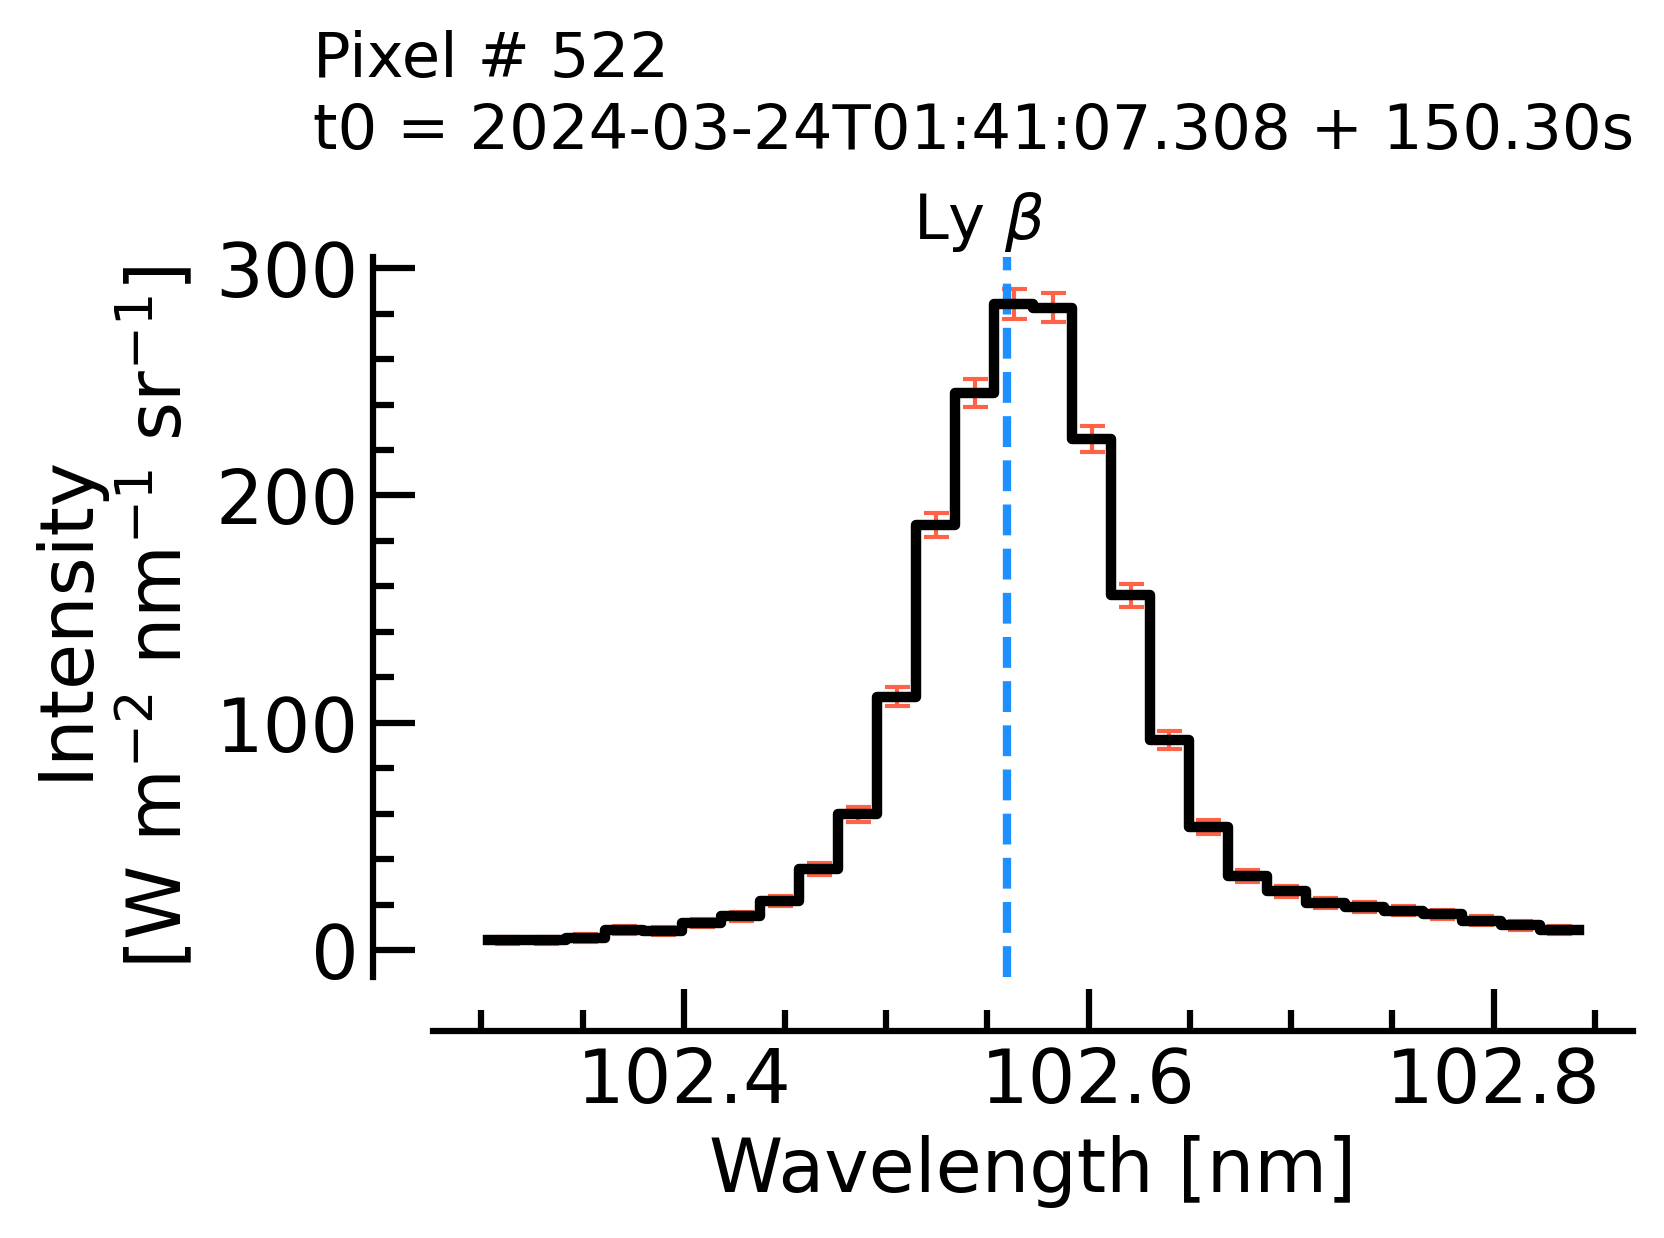 Pixel # 522
t0 = 2024-03-24T01:41:07.308 + 150.30s
Ly β
Intensity
[W m⁻² nm⁻¹ sr⁻¹]
300
200
100
0
102.4 102.6 102.8
Wavelength [nm]